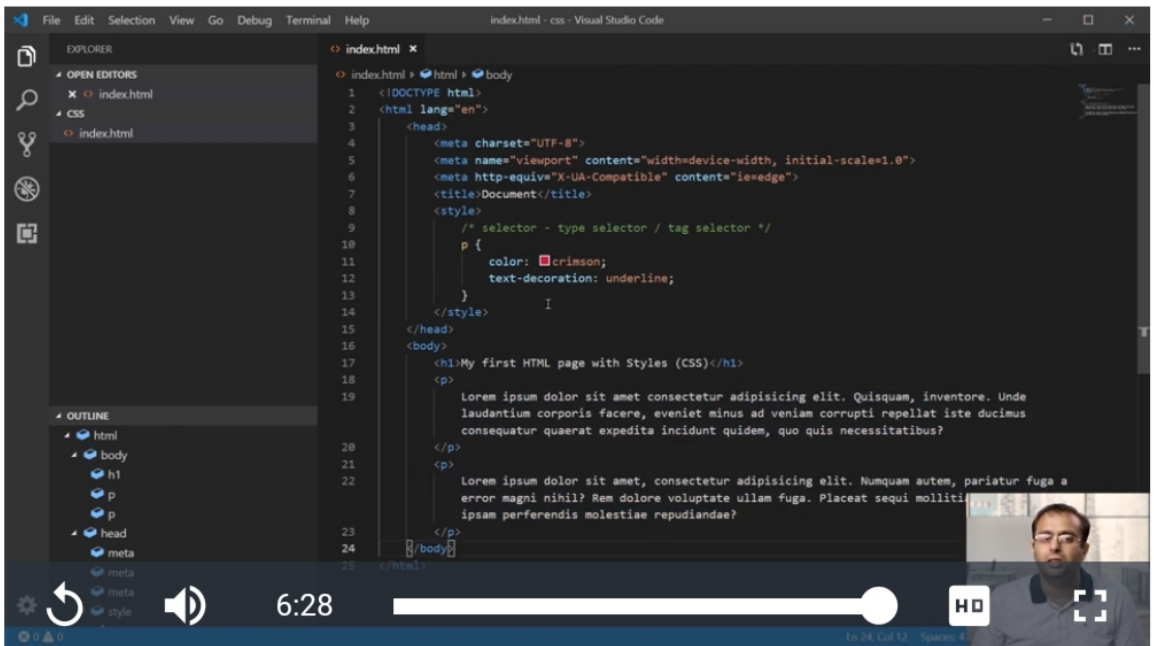 File Edit Selection View Go Debug Terminal Help
index.html - css - Visual Studio Code
EXPLORER
OPEN EDITORS
× <> index.html
CSS
<> index.html
OUTLINE
html
body
h1
p
p
head
meta
meta
meta
style
<> index.html ×
<> index.html html body
1 <!DOCTYPE html>
2 <html lang="en">
3 <head>
4 <meta charset="UTF-8">
5 <meta name="viewport" content="width=device-width, initial-scale=1.0">
6 <meta http-equiv="X-UA-Compatible" content="ie=edge">
7 <title>Document</title>
8 <style>
9 /* selector - type selector / tag selector */
10 p {
11 color: crimson;
12 text-decoration: underline;
13 }
14 </style>
15 </head>
16 <body>
17 <h1>My first HTML page with Styles (CSS)</h1>
18 <p>
19 Lorem ipsum dolor sit amet consectetur adipisicing elit. Quisquam, inventore. Unde
laudantium corporis facere, eveniet minus ad veniam corrupti repellat iste ducimus
consequatur quaerat expedita incidunt quidem, quo quis necessitatibus?
20 </p>
21 <p>
22 Lorem ipsum dolor sit amet, consectetur adipisicing elit. Numquam autem, pariatur fuga a
error magni nihil? Rem dolore voluptate ullam fuga. Placeat sequi
ipsam perferendis molestiae repudiandae?
23 </p>
24 </body>
25 </html>
6:28
HD
0 0
Ln 24, Col 12 Spaces: 4